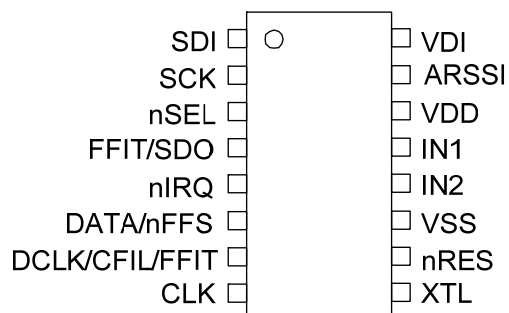 SDI VDI
SCK ARSSI
nSEL VDD
FFIT/SDO IN1
nIRQ IN2
DATA/nFFS VSS
DCLK/CFIL/FFIT nRES
CLK XTL